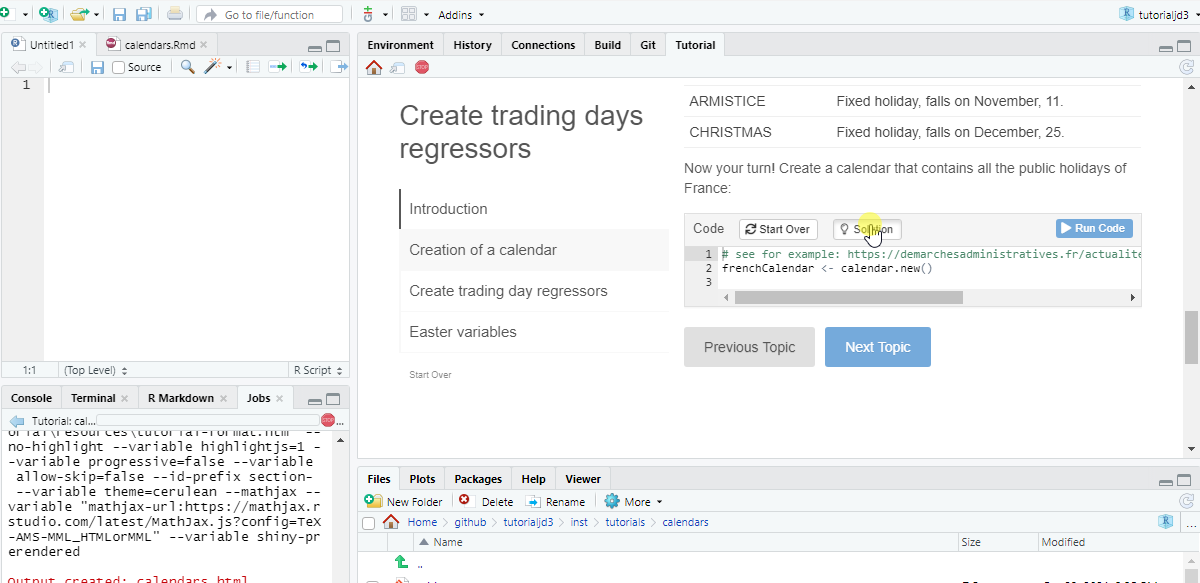 Go to file/function
Addins
tutorialjd3
Untitled1
calendars.Rmd
Source
1
1:1
(Top Level)
R Script
Console
Terminal
R Markdown
Jobs
Tutorial: cal...
STOP
...
no-highlight --variable highlightjs=1 -
-variable progressive=false --variable
allow-skip=false --id-prefix section-
--variable theme=cerulean --mathjax --
variable "mathjax-url:https://mathjax.r
studio.com/latest/MathJax.js?config=TeX
-AMS-MML_HTMLorMML" --variable shiny-pr
erendered
Output created: calendars.html
Environment
History
Connections
Build
Git
Tutorial
STOP
Create trading days
regressors
Introduction
Creation of a calendar
Create trading day regressors
Easter variables
Start Over
ARMISTICE
Fixed holiday, falls on November, 11.
CHRISTMAS
Fixed holiday, falls on December, 25.
Now your turn! Create a calendar that contains all the public holidays of
France:
Code
Start Over
Solution
Run Code
1 # see for example: https://demarchesadministratives.fr/actualite
2 frenchCalendar <- calendar.new()
3
Previous Topic
Next Topic
Files
Plots
Packages
Help
Viewer
New Folder
Delete
Rename
More
Home
github
tutorialjd3
inst
tutorials
calendars
...
Name
Size
Modified
..